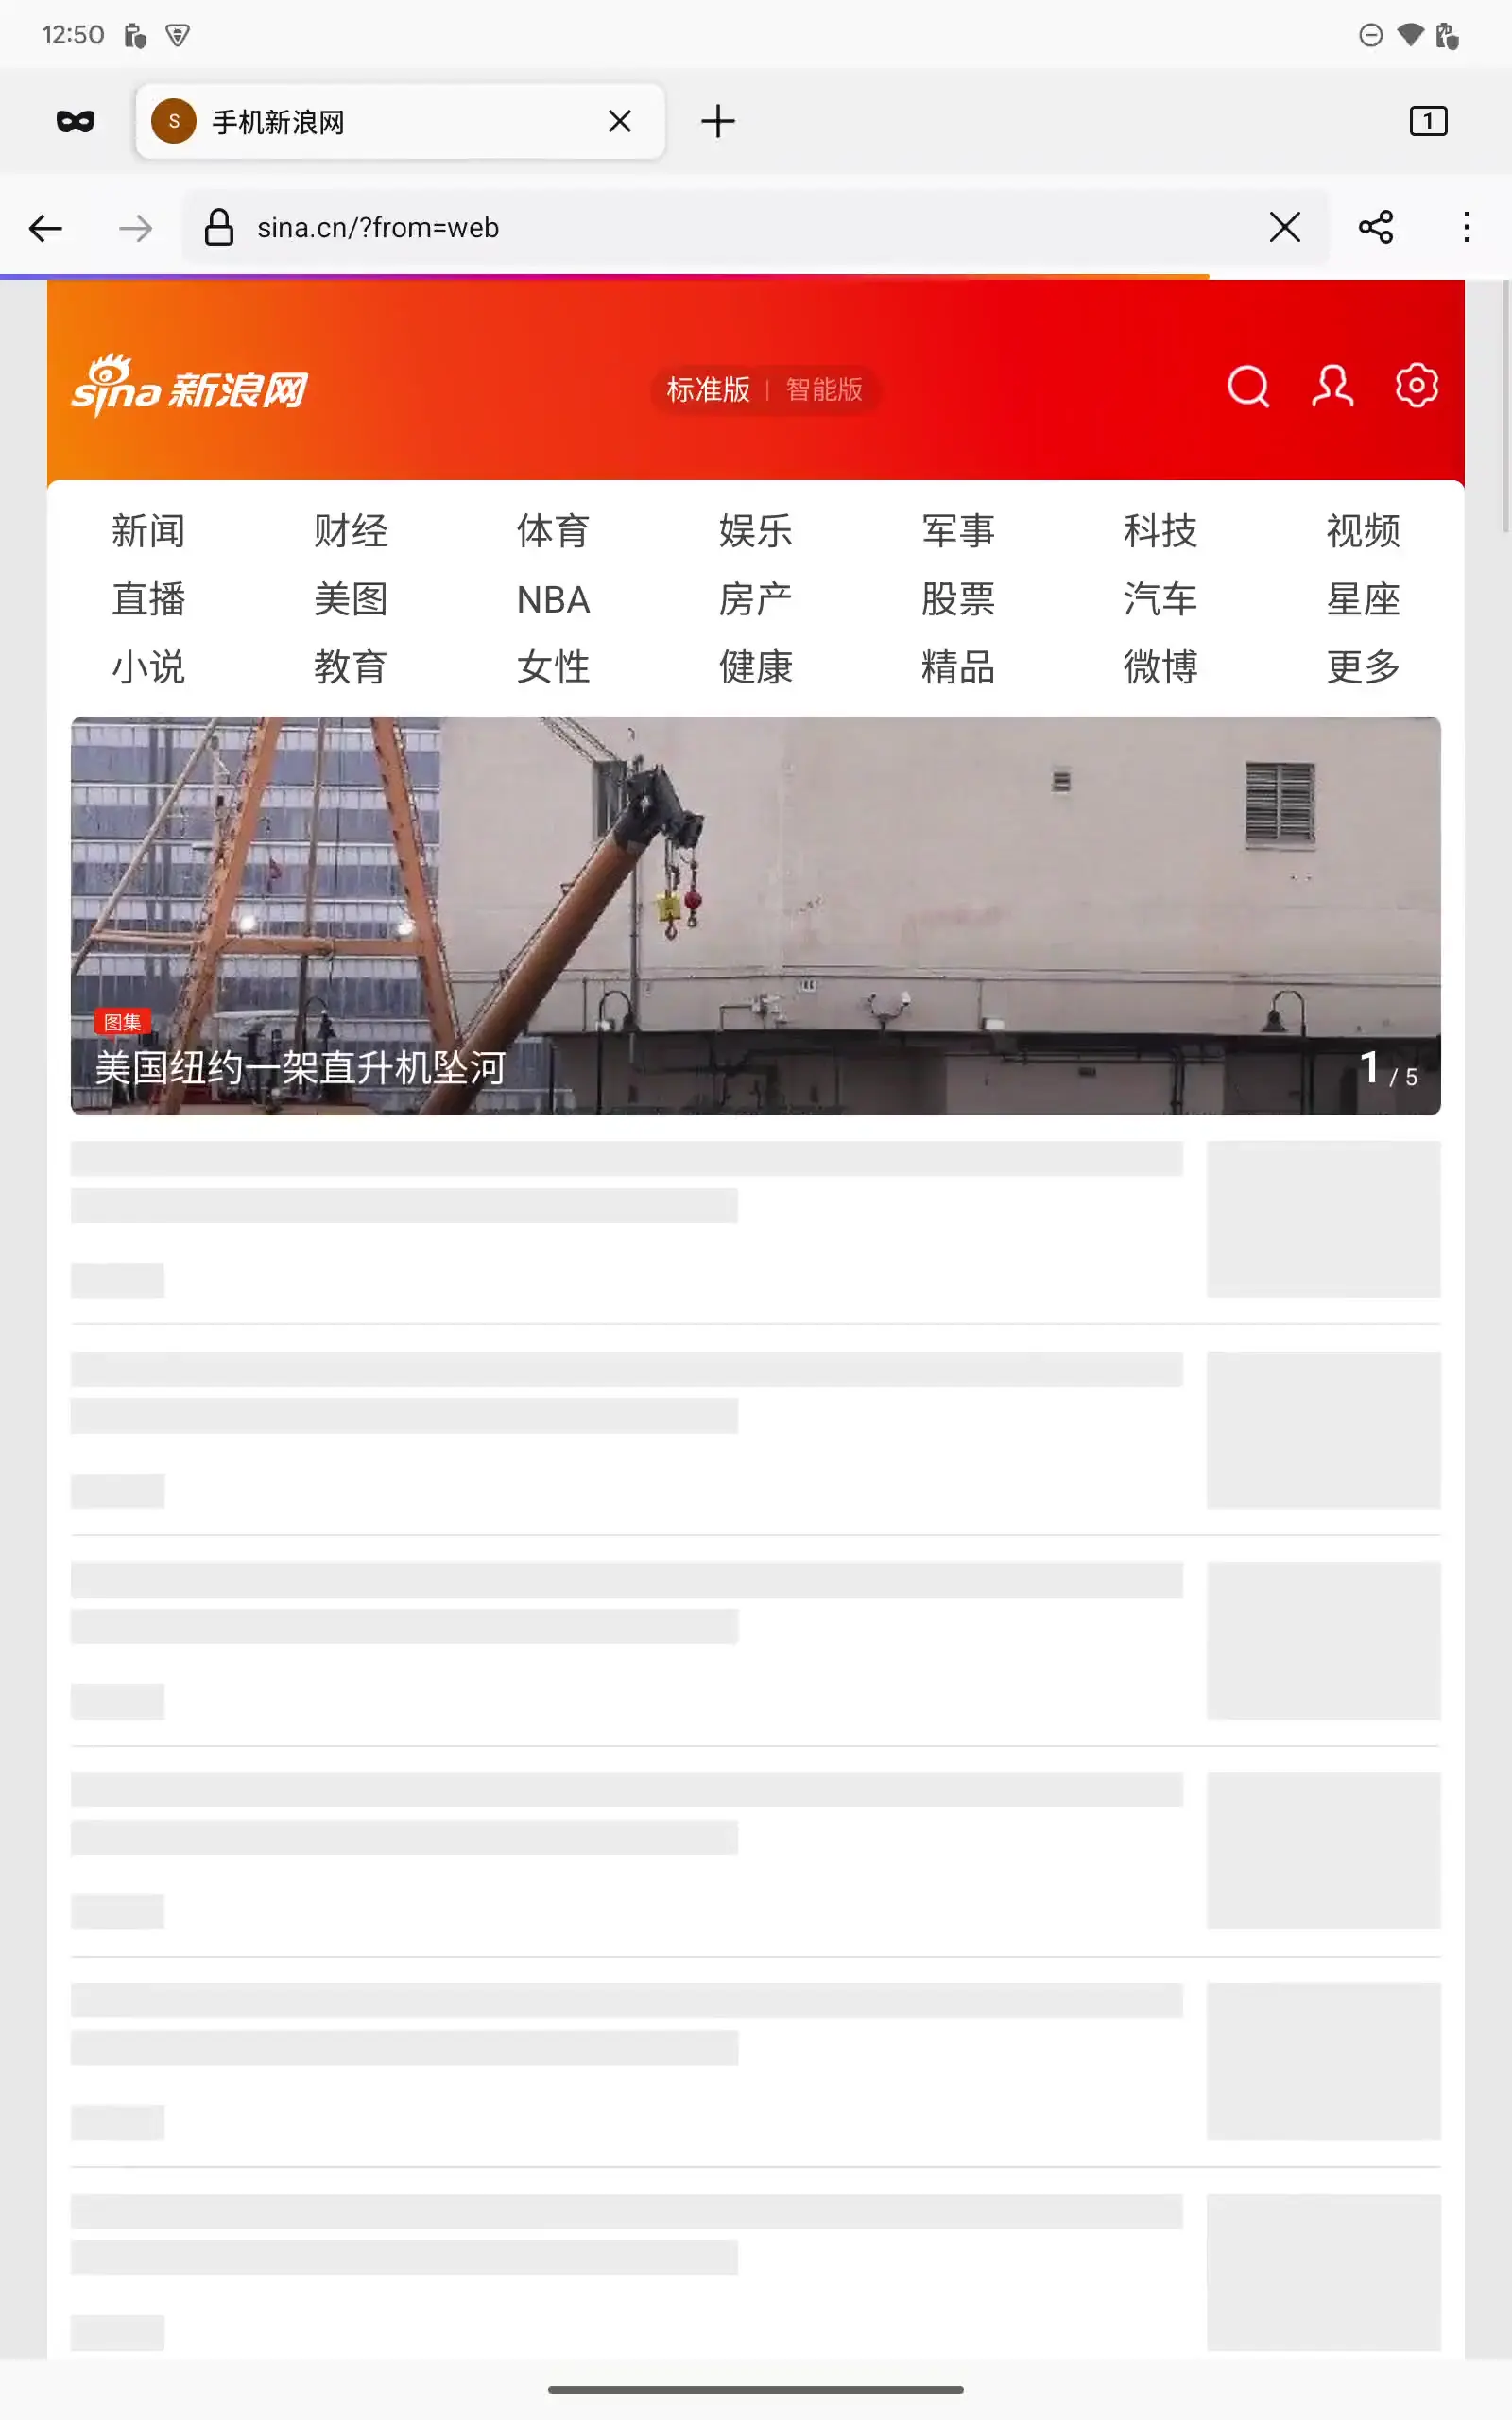 12:50
S 手机新浪网
1
sina.cn/?from=web
sina 新浪网 标准版 | 智能版
新闻 财经 体育 娱乐 军事 科技 视频
直播 美图 NBA 房产 股票 汽车 星座
小说 教育 女性 健康 精品 微博 更多
图集
美国纽约一架直升机坠河 1 / 5